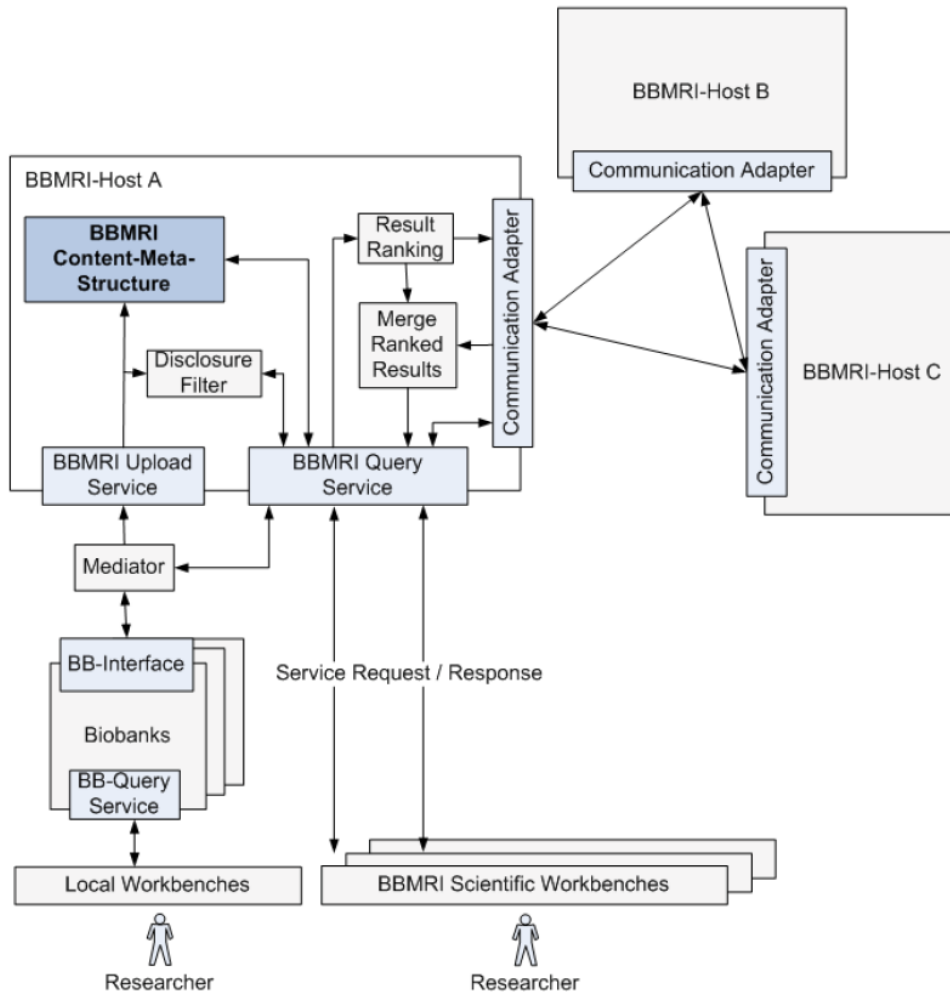 BBMRI-Host B
Communication Adapter
BBMRI-Host A
BBMRI
Content-Meta-
Structure
Result
Ranking
Communication Adapter
Merge
Ranked
Results
Disclosure
Filter
Communication Adapter
BBMRI-Host C
BBMRI Upload
Service
BBMRI Query
Service
Mediator
BB-Interface
Service Request / Response
Biobanks
BB-Query
Service
Local Workbenches
BBMRI Scientific Workbenches
Researcher
Researcher